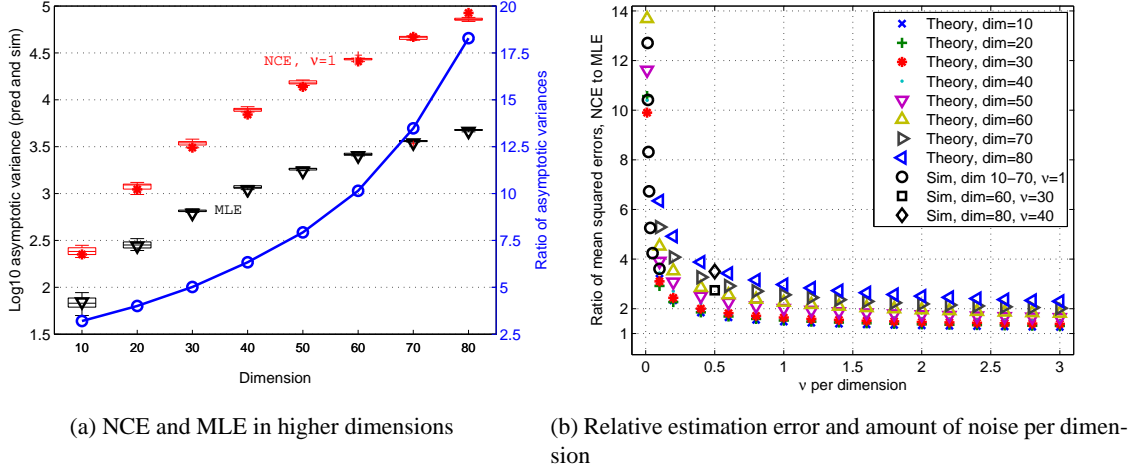 5
4.5
4
3.5
3
2.5
2
1.5
Log10 asymptotic variance (pred and sim)
NCE, ν=1
MLE
20
17.5
15
12.5
10
7.5
5
2.5
Ratio of asymptotic variances
10 20 30 40 50 60 70 80
Dimension
(a) NCE and MLE in higher dimensions
14
12
10
8
6
4
2
1
Ratio of mean squared errors, NCE to MLE
Theory, dim=10
Theory, dim=20
Theory, dim=30
Theory, dim=40
Theory, dim=50
Theory, dim=60
Theory, dim=70
Theory, dim=80
Sim, dim 10−70, ν=1
Sim, dim=60, ν=30
Sim, dim=80, ν=40
0 0.5 1 1.5 2 2.5 3
ν per dimension
(b) Relative estimation error and amount of noise per dimen-
sion